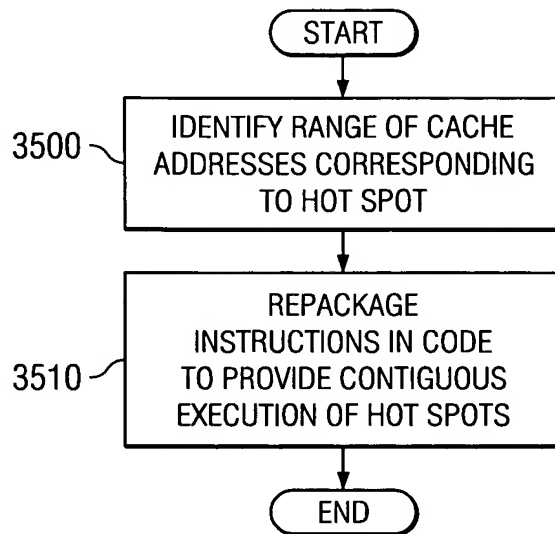 START
3500
IDENTIFY RANGE OF CACHE
ADDRESSES CORRESPONDING
TO HOT SPOT
3510
REPACKAGE
INSTRUCTIONS IN CODE
TO PROVIDE CONTIGUOUS
EXECUTION OF HOT SPOTS
END